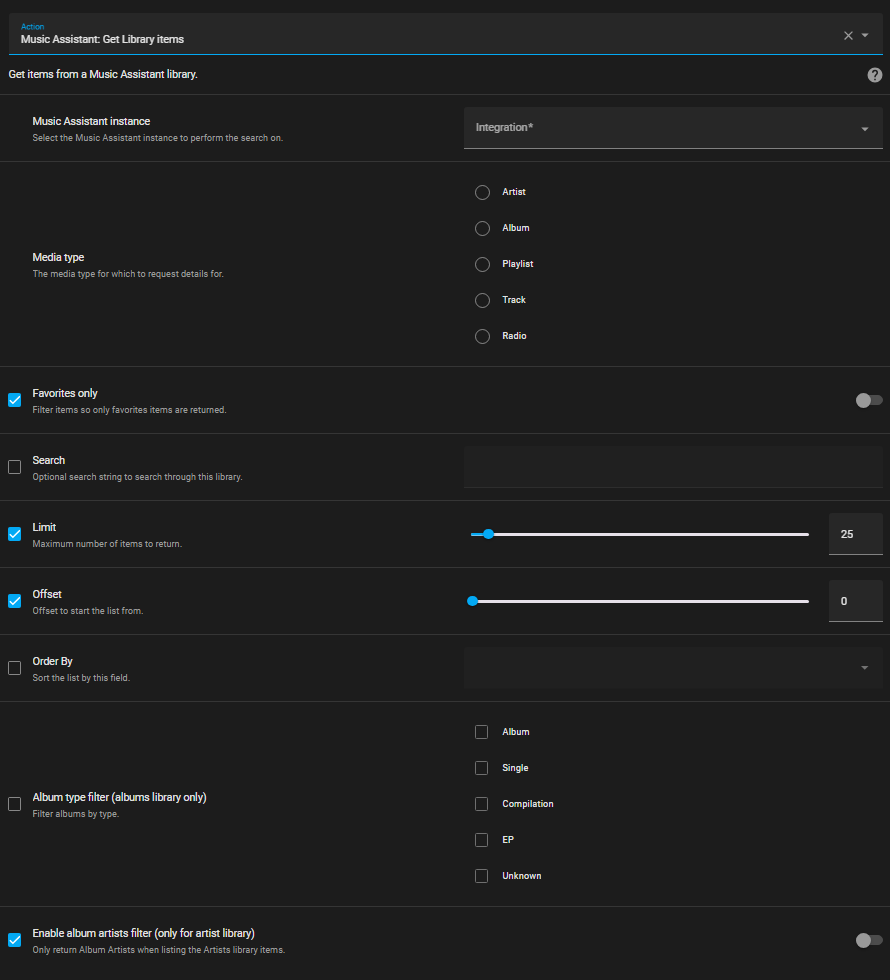 Action
Music Assistant: Get Library items
Get items from a Music Assistant library.
Music Assistant instance
Select the Music Assistant instance to perform the search on.
Integration*
Media type
The media type for which to request details for.
Artist
Album
Playlist
Track
Radio
Favorites only
Filter items so only favorites items are returned.
Search
Optional search string to search through this library.
Limit
Maximum number of items to return.
25
Offset
Offset to start the list from.
0
Order By
Sort the list by this field.
Album type filter (albums library only)
Filter albums by type.
Album
Single
Compilation
EP
Unknown
Enable album artists filter (only for artist library)
Only return Album Artists when listing the Artists library items.